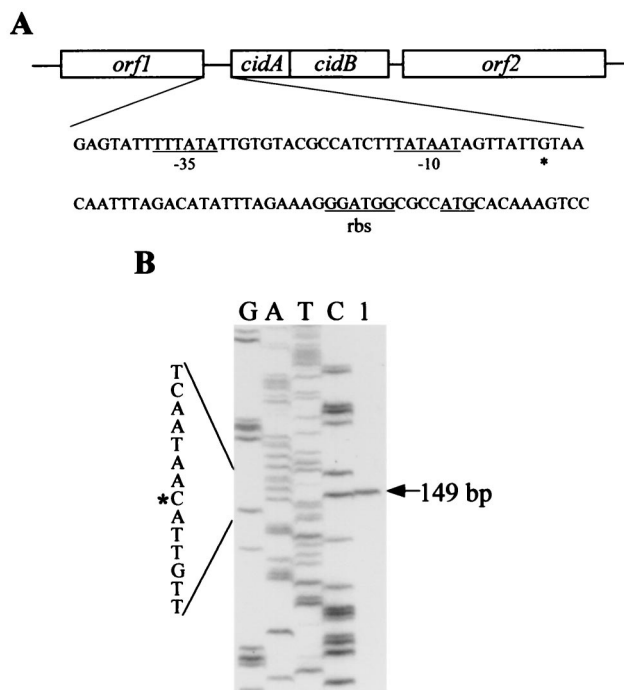 A
orf1 cidA cidB orf2
GAGTATTTTTATATTGTGTACGCCATCTTTATAATAGTTATTGTAA
-35 -10 *
CAATTTAGACATATTTAGAAAGGGATGGCGCCATGCACAAAGTCC
rbs
B
G A T C 1
T
C
A
A
T
A
A
*C
A
T
T
G
T
T
149 bp